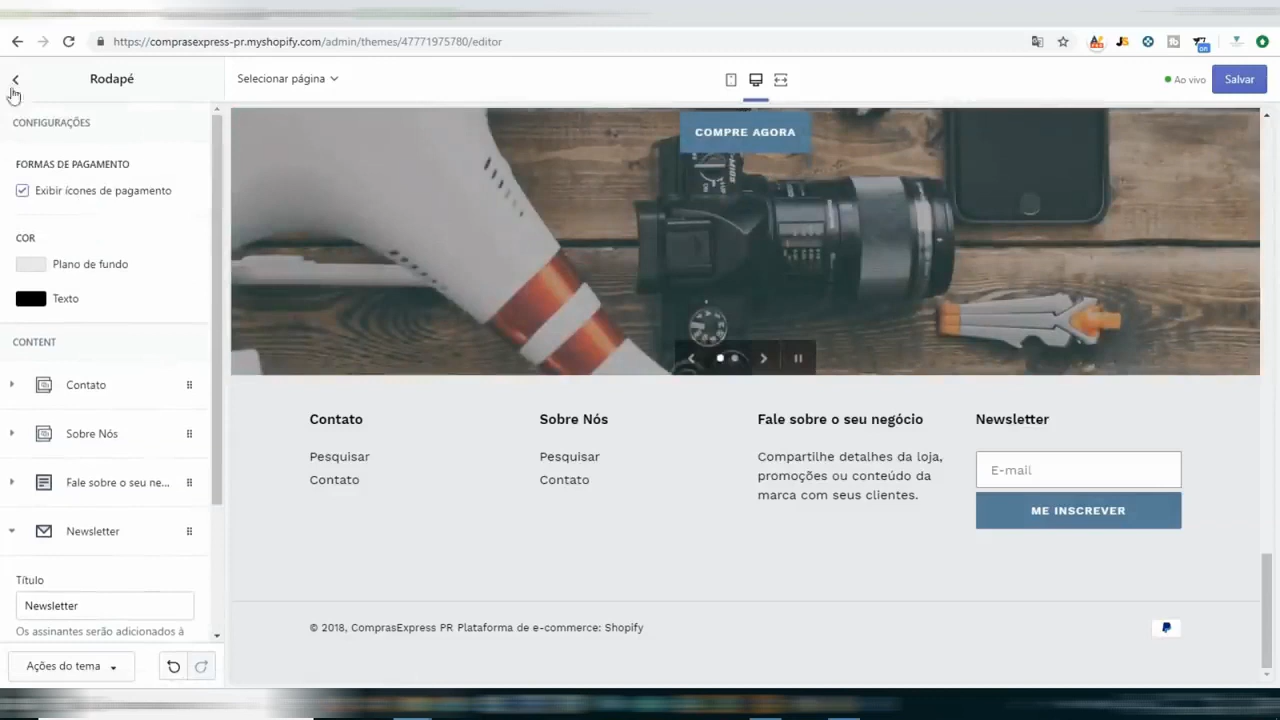 https://comprasexpress-pr.myshopify.com/admin/themes/47771975780/editor
JS
on
Rodapé
Selecionar página
Ao vivo
Salvar
CONFIGURAÇÕES
FORMAS DE PAGAMENTO
Exibir ícones de pagamento
COR
Plano de fundo
Texto
CONTENT
Contato
Sobre Nós
Fale sobre o seu ne...
Newsletter
Título
Newsletter
Os assinantes serão adicionados à
Ações do tema
COMPRE AGORA
Contato
Pesquisar
Contato
Sobre Nós
Pesquisar
Contato
Fale sobre o seu negócio
Compartilhe detalhes da loja,
promoções ou conteúdo da
marca com seus clientes.
Newsletter
E-mail
ME INSCREVER
© 2018, ComprasExpress PR Plataforma de e-commerce: Shopify